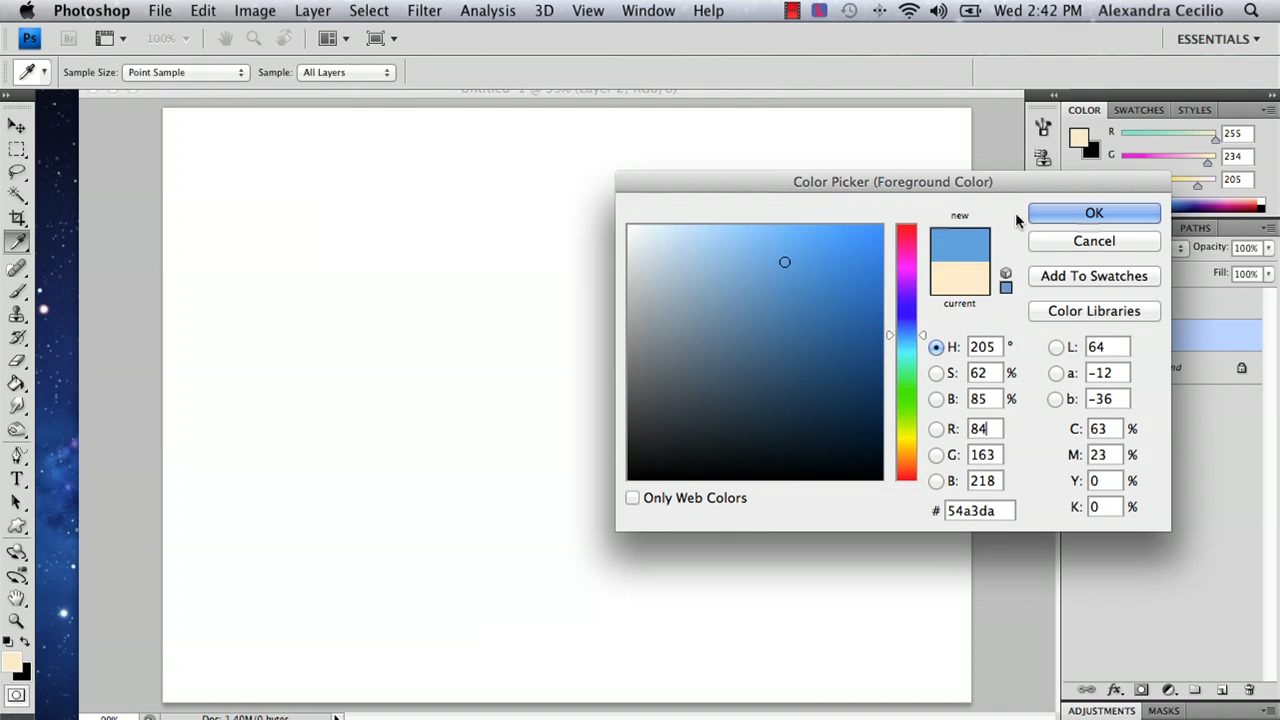 Photoshop File Edit Image Layer Select Filter Analysis 3D View Window Help Wed 2:42 PM Alexandra Cecilio
Ps Br 100% ESSENTIALS
Sample Size: Point Sample Sample: All Layers
COLOR SWATCHES STYLES
R 255
G 234
205
Color Picker (Foreground Color)
new
OK
Cancel
Add To Swatches
Color Libraries
current
PATHS
Opacity: 100%
Fill: 100%
H: 205 ° L: 64
S: 62 % a: -12
B: 85 % b: -36
R: 84 C: 63 %
G: 163 M: 23 %
B: 218 Y: 0 %
# 54a3da K: 0 %
Only Web Colors
T
fx
ADJUSTMENTS MASKS